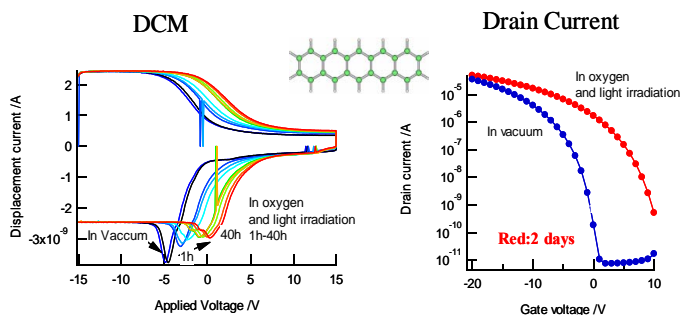 DCM
Drain Current
2
1
0
-1
-2
-3x10⁻⁹
Displacement current /A
-15
-10
-5
0
5
10
15
Applied Voltage /V
In Vaccum
1h
40h
In oxygen
and light irradiation
1h-40h
10⁻⁵
10⁻⁶
10⁻⁷
10⁻⁸
10⁻⁹
10⁻¹⁰
10⁻¹¹
Drain current /A
-20
-10
0
10
Gate voltage /V
In oxygen
and light irradiation
In vacuum
Red:2 days